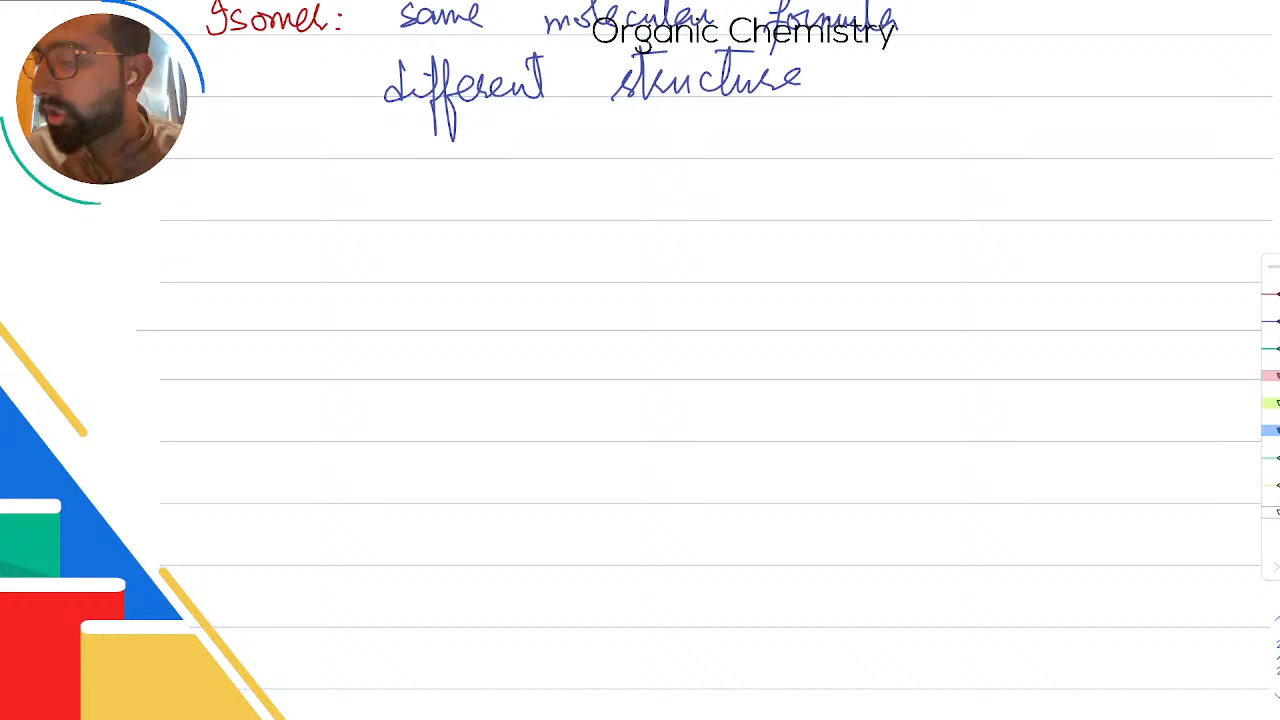 Isomer: same molecular formula
Organic Chemistry
different structure